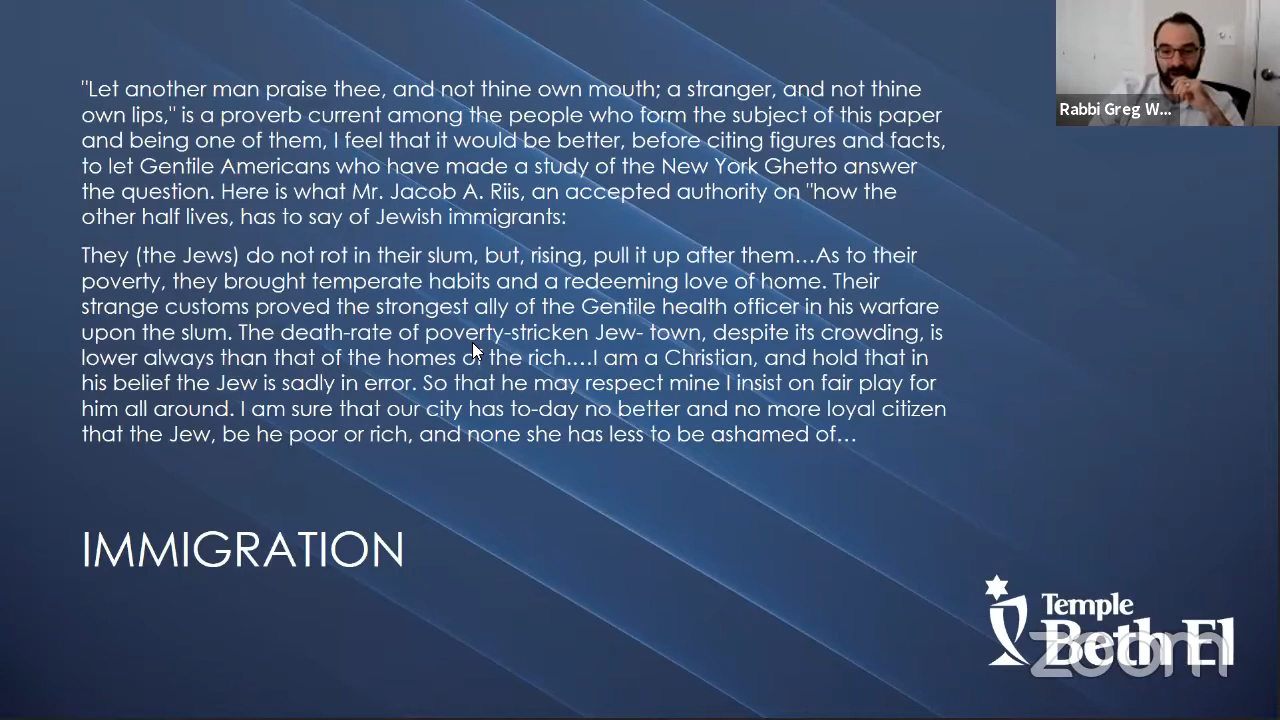 "Let another man praise thee, and not thine own mouth; a stranger, and not thine
own lips," is a proverb current among the people who form the subject of this paper
and being one of them, I feel that it would be better, before citing figures and facts,
to let Gentile Americans who have made a study of the New York Ghetto answer
the question. Here is what Mr. Jacob A. Riis, an accepted authority on "how the
other half lives, has to say of Jewish immigrants:
They (the Jews) do not rot in their slum, but, rising, pull it up after them…As to their
poverty, they brought temperate habits and a redeeming love of home. Their
strange customs proved the strongest ally of the Gentile health officer in his warfare
upon the slum. The death-rate of poverty-stricken Jew- town, despite its crowding, is
lower always than that of the homes of the rich.…I am a Christian, and hold that in
his belief the Jew is sadly in error. So that he may respect mine I insist on fair play for
him all around. I am sure that our city has to-day no better and no more loyal citizen
that the Jew, be he poor or rich, and none she has less to be ashamed of…
IMMIGRATION
Rabbi Greg W...
Temple
Beth El
zoom